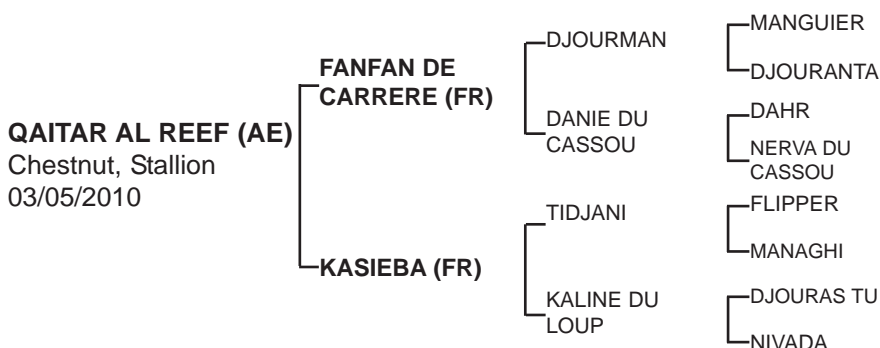 QAITAR AL REEF (AE)
Chestnut, Stallion
03/05/2010
FANFAN DE
CARRERE (FR)
KASIEBA (FR)
DJOURMAN
DANIE DU
CASSOU
TIDJANI
KALINE DU
LOUP
MANGUIER
DJOURANTA
DAHR
NERVA DU
CASSOU
FLIPPER
MANAGHI
DJOURAS TU
NIVADA